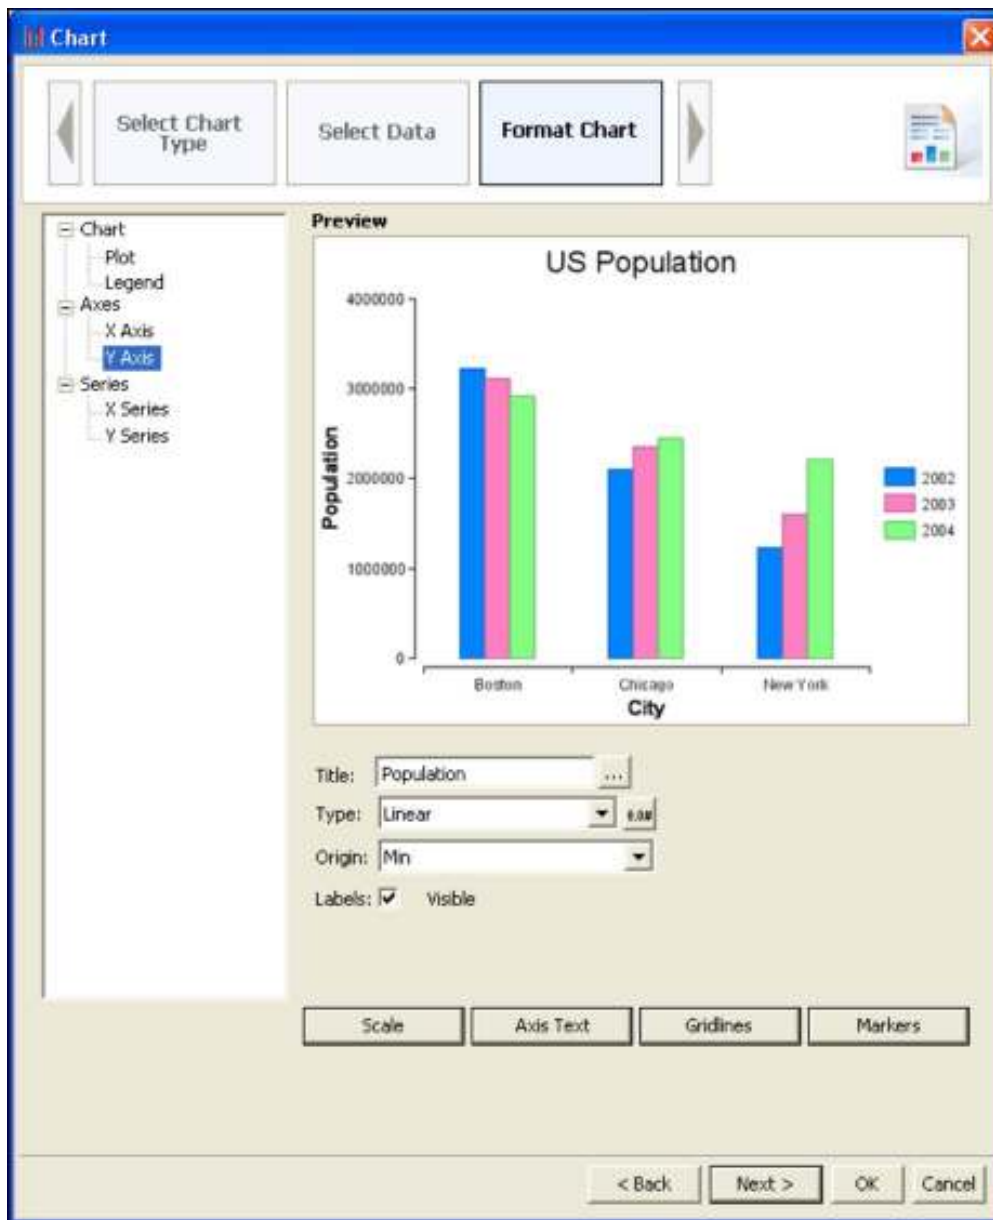 Chart
Select Chart
Type
Select Data
Format Chart
Chart
Plot
Legend
Axes
X Axis
Y Axis
Series
X Series
Y Series
Preview
US Population
4000000
3000000
2000000
1000000
0
Population
Boston
Chicago
New York
City
2002
2003
2004
Title: Population ...
Type: Linear
Origin: Min
Labels: Visible
Scale Axis Text Gridlines Markers
< Back Next > OK Cancel